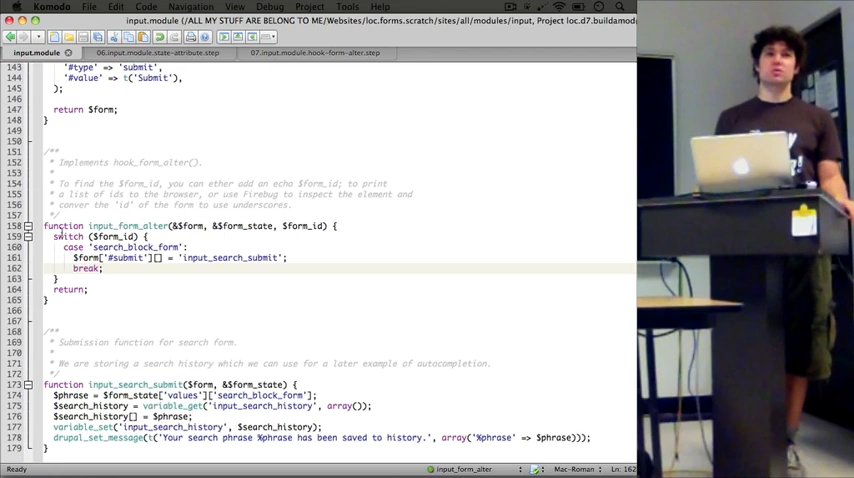 Komodo File Edit Code Navigation View Debug Project Tools Window Help
input.module (/ALL MY STUFF ARE BELONG TO ME/Websites/loc.forms.scratch/sites/all/modules/input, Project loc.d7.buildamodu
input.module 06.input.module.state-attribute.step 07.input.module.hook-form-alter.step
143 '#type' => 'submit',
144 '#value' => t('Submit'),
145 );
146
147 return $form;
148 }
149
150
151 /**
152 * Implements hook_form_alter().
153 *
154 * To find the $form_id, you can ether add an echo $form_id; to print
155 * a list of ids to the browser, or use Firebug to inspect the element and
156 * conver the 'id' of the form to use underscores.
157 */
158 function input_form_alter(&$form, &$form_state, $form_id) {
159 switch ($form_id) {
160 case 'search_block_form':
161 $form['#submit'][] = 'input_search_submit';
162 break;
163 }
164 return;
165 }
166
167
168 /**
169 * Submission function for search form.
170 *
171 * We are storing a search history which we can use for a later example of autocompletion.
172 */
173 function input_search_submit($form, &$form_state) {
174 $phrase = $form_state['values']['search_block_form'];
175 $search_history = variable_get('input_search_history', array());
176 $search_history[] = $phrase;
177 variable_set('input_search_history', $search_history);
178 drupal_set_message(t('Your search phrase %phrase has been saved to history.', array('%phrase' => $phrase)));
179 }
Ready input_form_alter Mac-Roman Ln: 162